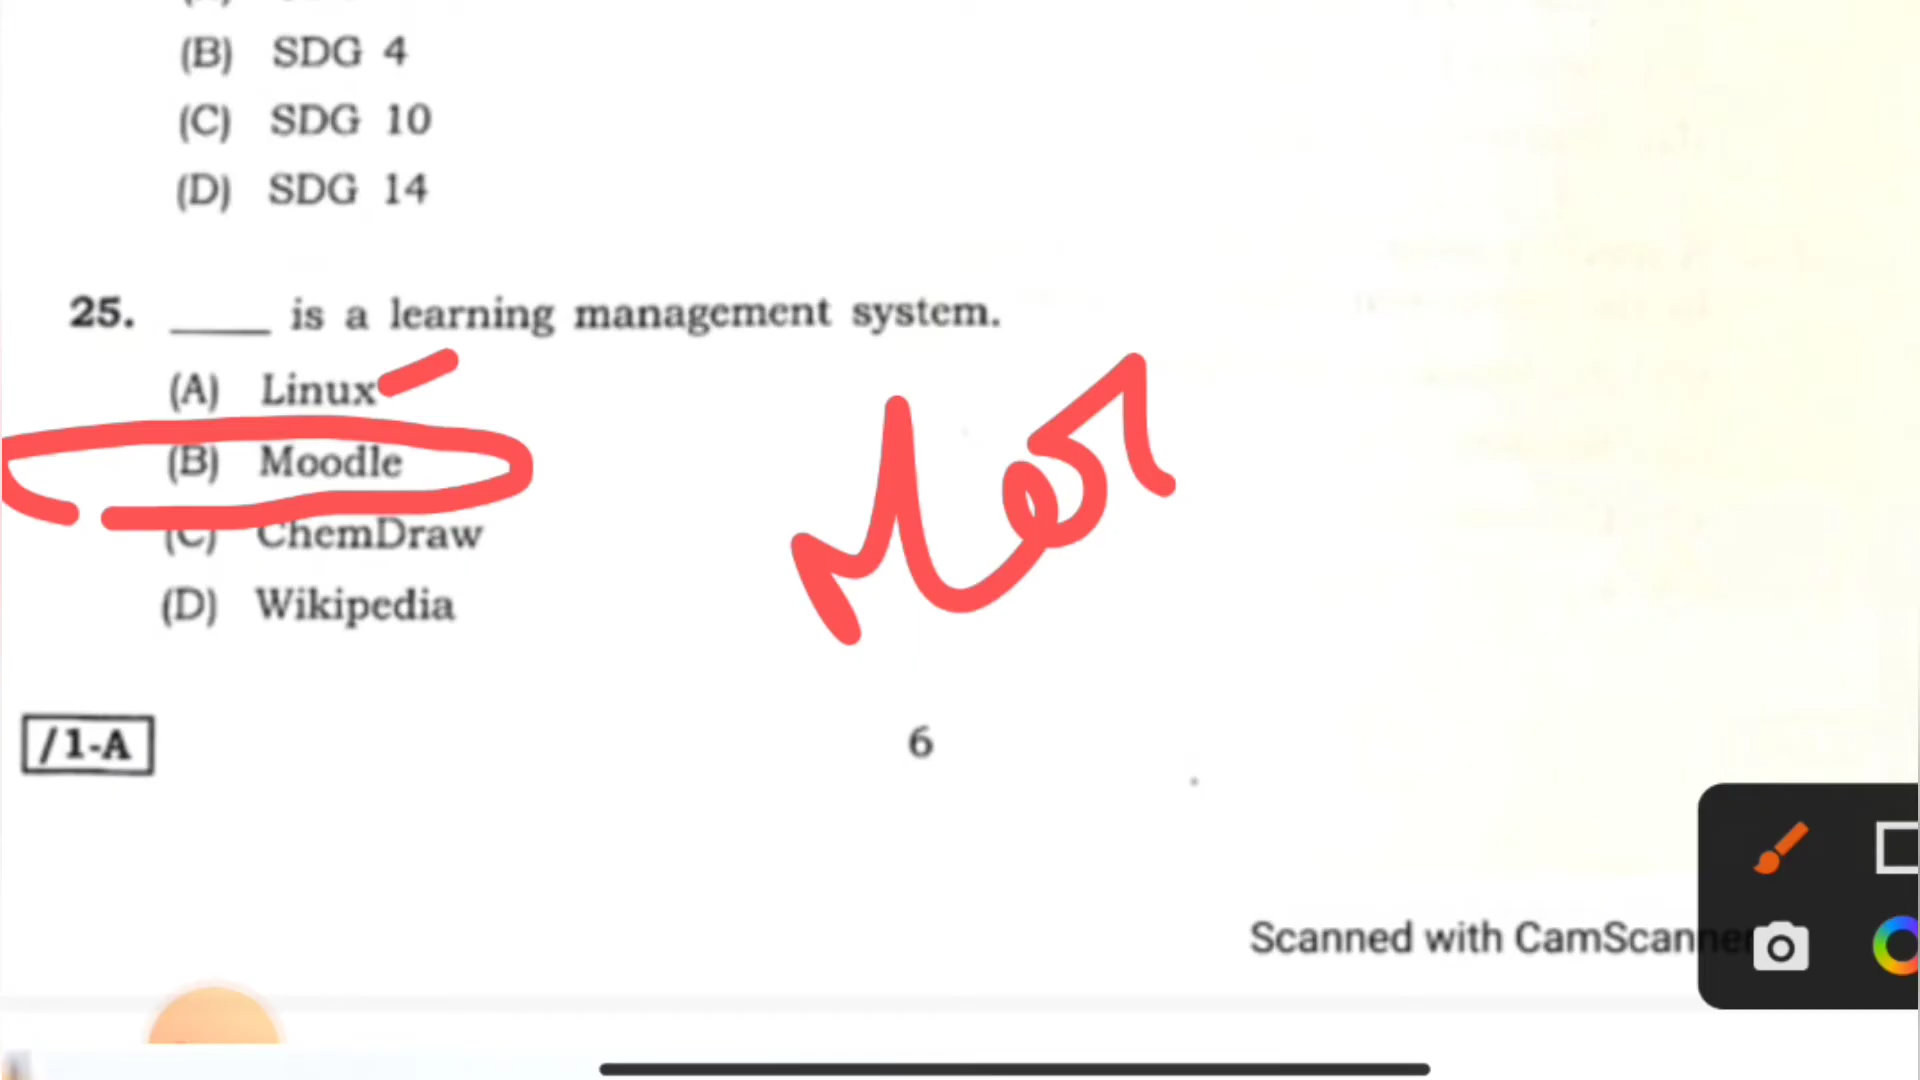 (B) SDG 4
(C) SDG 10
(D) SDG 14
25. ____ is a learning management system.
(A) Linux
(B) Moodle
(C) ChemDraw
(D) Wikipedia
/1-A
6
Scanned with CamScanner